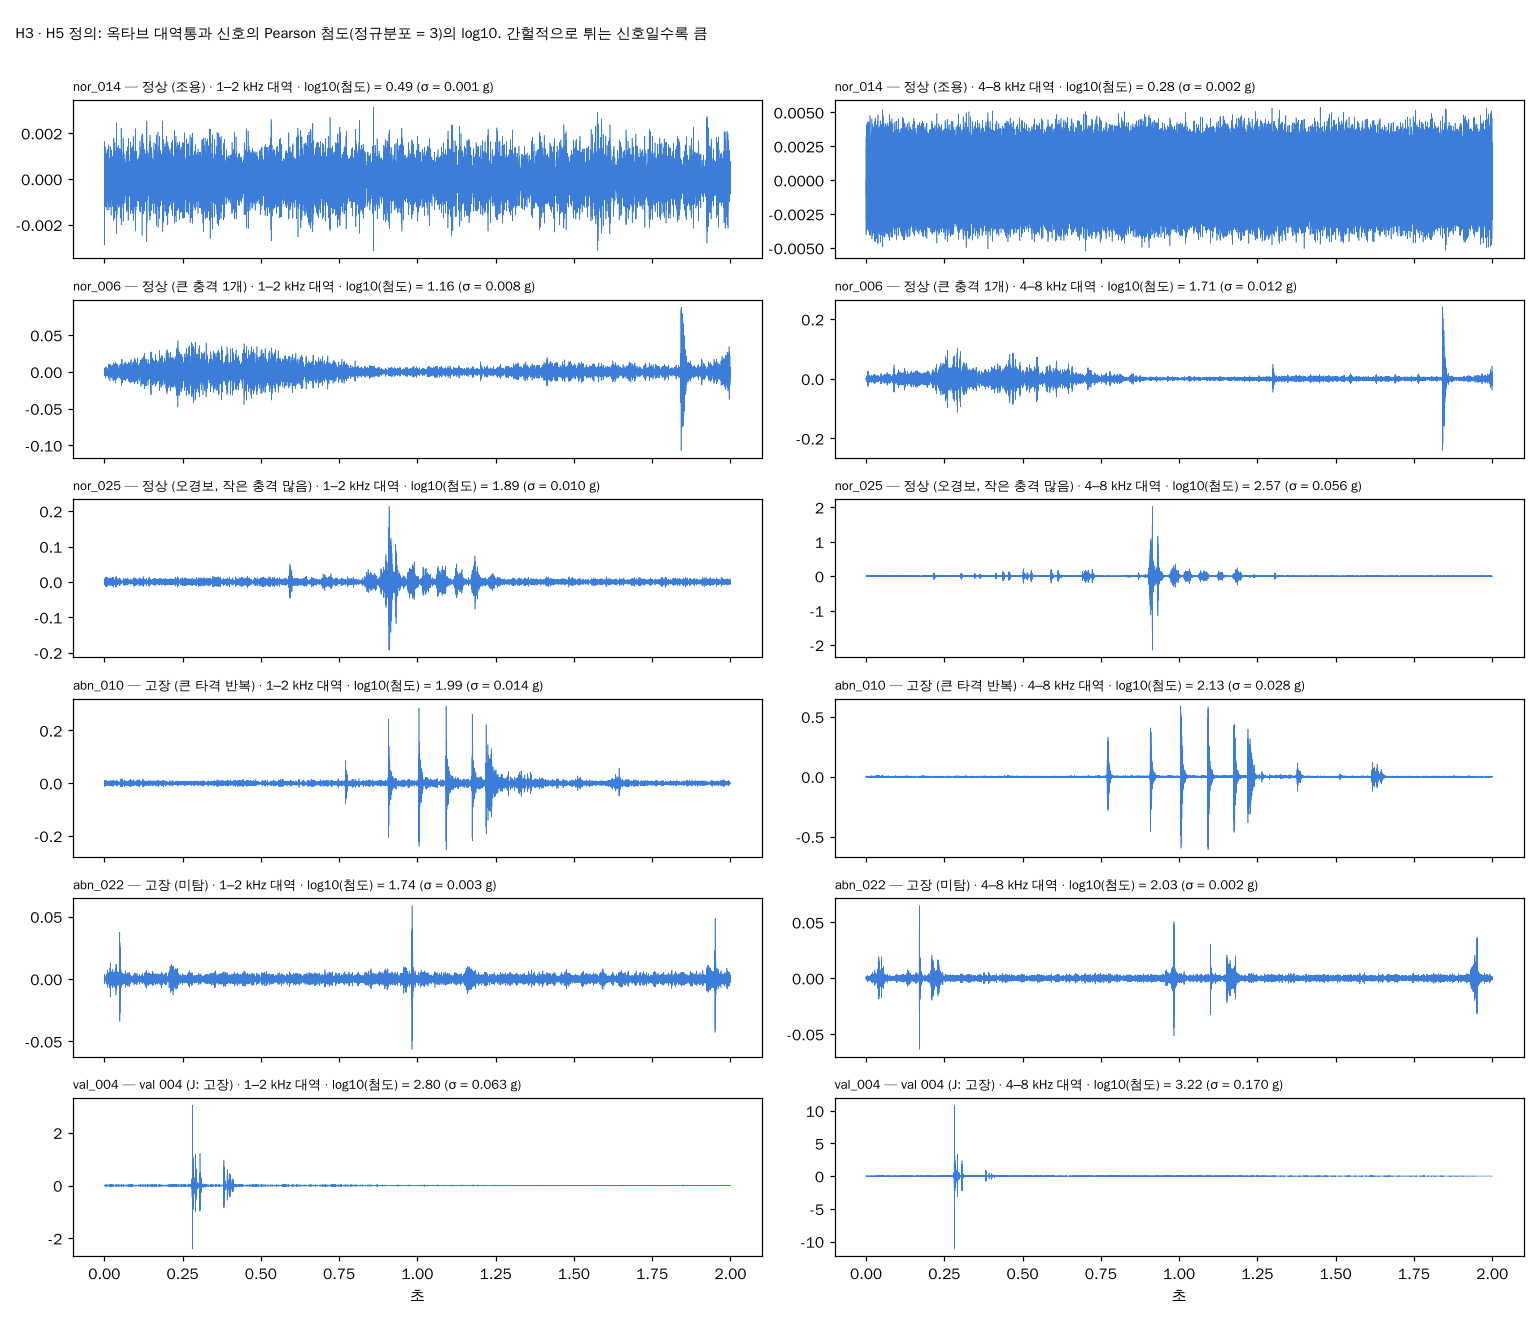 H3 · H5 정의: 옥타브 대역통과 신호의 Pearson 첨도(정규분포 = 3)의 log10. 간헐적으로 튀는 신호일수록 큼
nor_014 — 정상 (조용) · 1–2 kHz 대역 · log10(첨도) = 0.49 (σ = 0.001 g)
0.002
0.000
-0.002
nor_014 — 정상 (조용) · 4–8 kHz 대역 · log10(첨도) = 0.28 (σ = 0.002 g)
0.0050
0.0025
0.0000
-0.0025
-0.0050
nor_006 — 정상 (큰 충격 1개) · 1–2 kHz 대역 · log10(첨도) = 1.16 (σ = 0.008 g)
0.05
0.00
-0.05
-0.10
nor_006 — 정상 (큰 충격 1개) · 4–8 kHz 대역 · log10(첨도) = 1.71 (σ = 0.012 g)
0.2
0.0
-0.2
nor_025 — 정상 (오경보, 작은 충격 많음) · 1–2 kHz 대역 · log10(첨도) = 1.89 (σ = 0.010 g)
0.2
0.1
0.0
-0.1
-0.2
nor_025 — 정상 (오경보, 작은 충격 많음) · 4–8 kHz 대역 · log10(첨도) = 2.57 (σ = 0.056 g)
2
1
0
-1
-2
abn_010 — 고장 (큰 타격 반복) · 1–2 kHz 대역 · log10(첨도) = 1.99 (σ = 0.014 g)
0.2
0.0
-0.2
abn_010 — 고장 (큰 타격 반복) · 4–8 kHz 대역 · log10(첨도) = 2.13 (σ = 0.028 g)
0.5
0.0
-0.5
abn_022 — 고장 (미탐) · 1–2 kHz 대역 · log10(첨도) = 1.74 (σ = 0.003 g)
0.05
0.00
-0.05
abn_022 — 고장 (미탐) · 4–8 kHz 대역 · log10(첨도) = 2.03 (σ = 0.002 g)
0.05
0.00
-0.05
val_004 — val 004 (J: 고장) · 1–2 kHz 대역 · log10(첨도) = 2.80 (σ = 0.063 g)
2
0
-2
0.00 0.25 0.50 0.75 1.00 1.25 1.50 1.75 2.00
초
val_004 — val 004 (J: 고장) · 4–8 kHz 대역 · log10(첨도) = 3.22 (σ = 0.170 g)
10
5
0
-5
-10
0.00 0.25 0.50 0.75 1.00 1.25 1.50 1.75 2.00
초